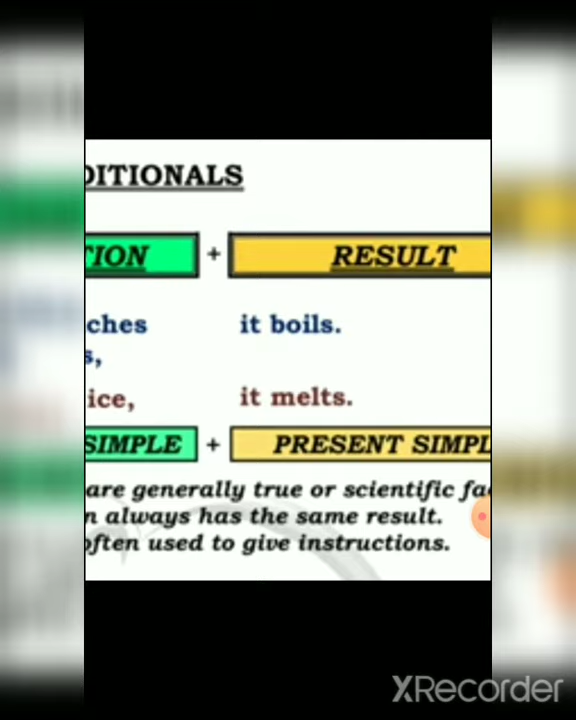 DITIONALS
TION + RESULT
ches it boils.
s,
ice, it melts.
SIMPLE + PRESENT SIMPL
are generally true or scientific fa
n always has the same result.
often used to give instructions.
XRecorder